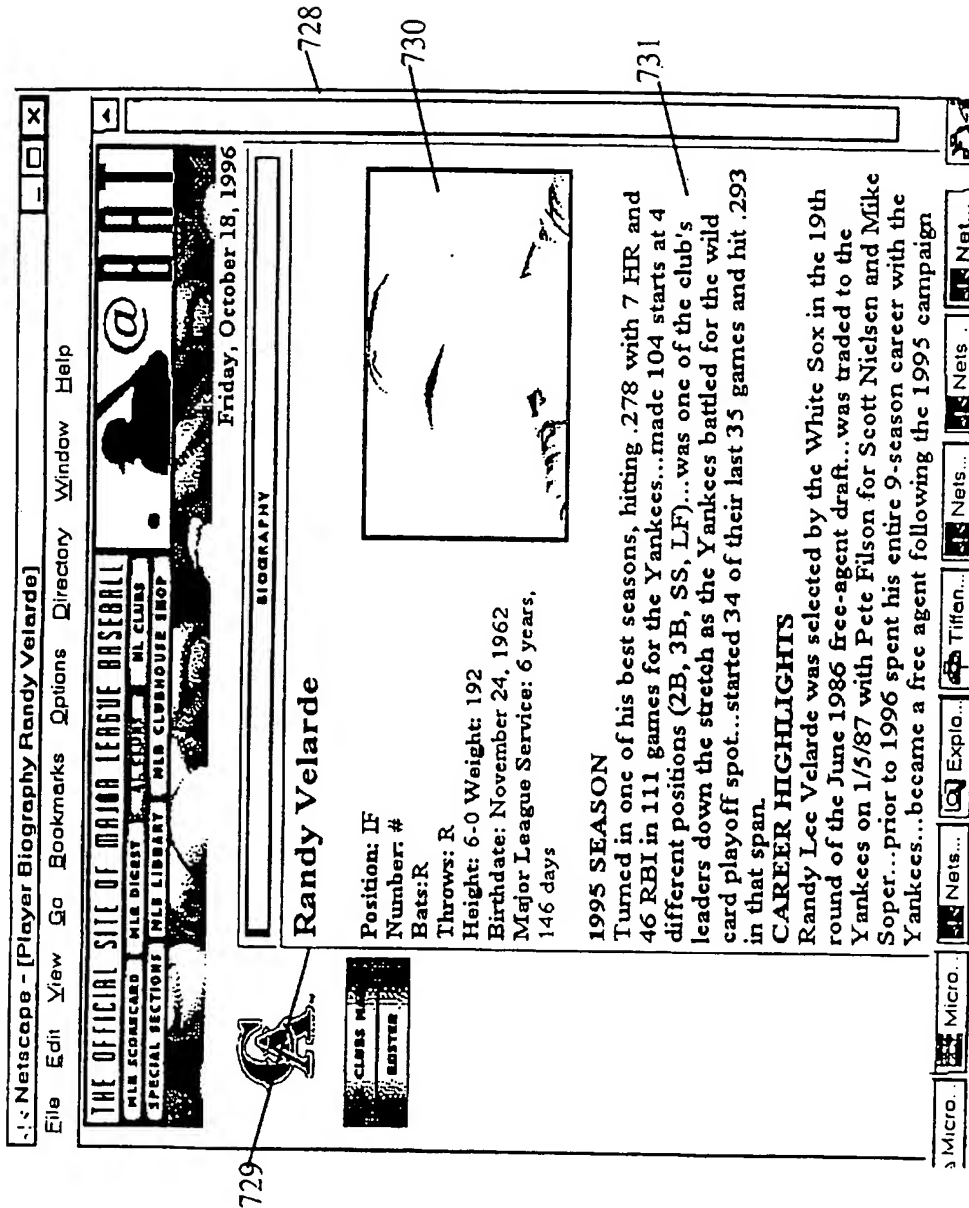 Netscape - [Player Biography Randy Velarde]
File Edit View Go Bookmarks Options Directory Window Help
THE OFFICIAL SITE OF MAJOR LEAGUE BASEBALL
MLB SCORECARD MLB DIGEST AL CLUBS NL CLUBS
SPECIAL SECTIONS MLB LIBRARY MLB CLUBHOUSE SHOP
@BAT
Friday, October 18, 1996
728
BIOGRAPHY
CA
CLUBS
ROSTER
729
Randy Velarde
730
Position: IF
Number: #
Bats:R
Throws: R
Height: 6-0 Weight: 192
Birthdate: November 24, 1962
Major League Service: 6 years,
146 days
1995 SEASON
Turned in one of his best seasons, hitting .278 with 7 HR and
46 RBI in 111 games for the Yankees...made 104 starts at 4
different positions (2B, 3B, SS, LF)...was one of the club's
731
leaders down the stretch as the Yankees battled for the wild
card playoff spot...started 34 of their last 35 games and hit .293
in that span.
CAREER HIGHLIGHTS
Randy Lee Velarde was selected by the White Sox in the 19th
round of the June 1986 free-agent draft...was traded to the
Yankees on 1/5/87 with Pete Filson for Scott Nielsen and Mike
Soper...prior to 1996 spent his entire 9-season career with the
Yankees...became a free agent following the 1995 campaign
Micro... Micro... Nets... Explo... Tiffan... Nets... Nets... Net...